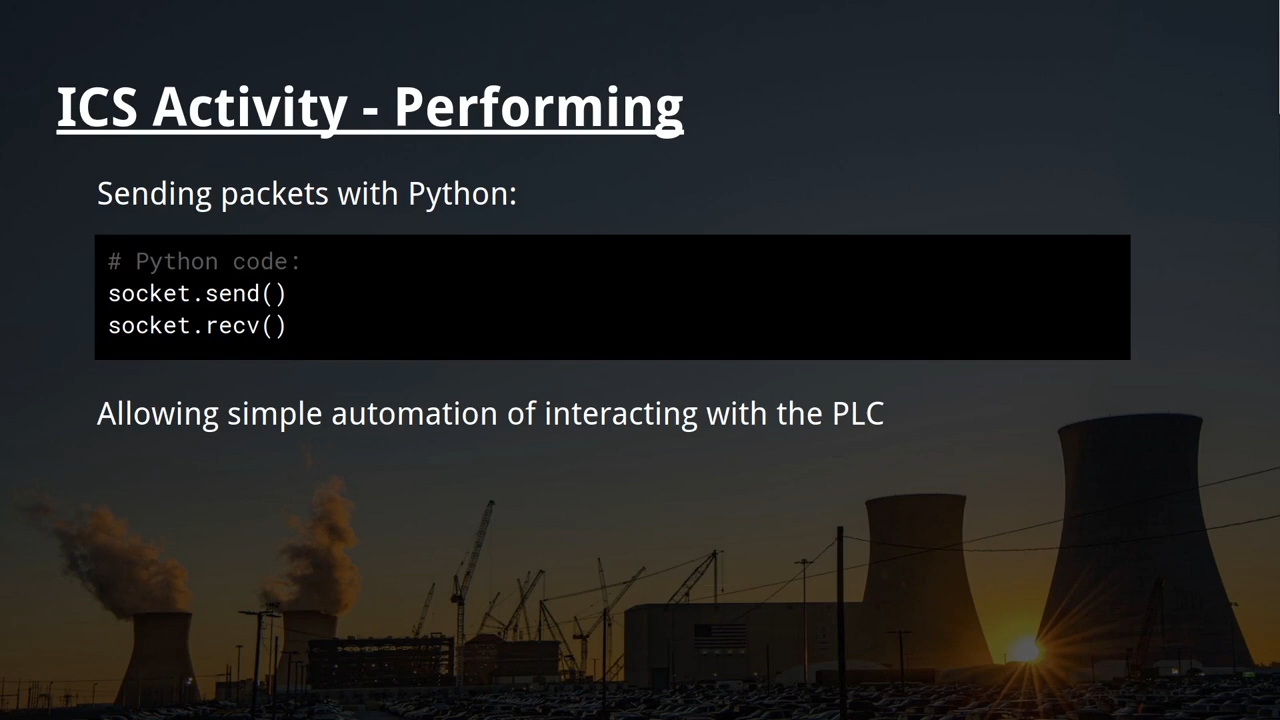 ICS Activity - Performing
Sending packets with Python:
# Python code:
socket.send()
socket.recv()
Allowing simple automation of interacting with the PLC